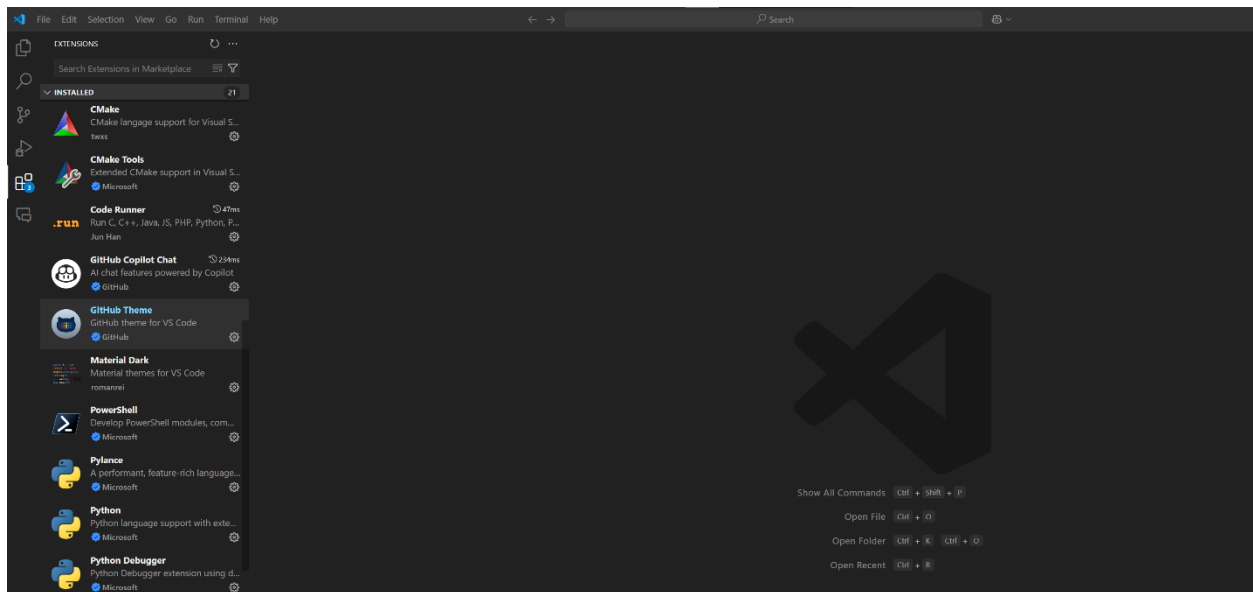 File Edit Selection View Go Run Terminal Help
Search
EXTENSIONS
Search Extensions in Marketplace
INSTALLED 21
CMake
CMake langage support for Visual S...
twxs
CMake Tools
Extended CMake support in Visual S...
Microsoft
3
Code Runner 47ms
.run
Run C, C++, Java, JS, PHP, Python, P...
Jun Han
GitHub Copilot Chat 234ms
AI chat features powered by Copilot
GitHub
GitHub Theme
GitHub theme for VS Code
GitHub
Material Dark
Material themes for VS Code
romanrei
PowerShell
Develop PowerShell modules, com...
Microsoft
Pylance
A performant, feature-rich language...
Microsoft
Python
Python language support with exte...
Microsoft
Python Debugger
Python Debugger extension using d...
Microsoft
Show All Commands Ctrl + Shift + P
Open File Ctrl + O
Open Folder Ctrl + K Ctrl + O
Open Recent Ctrl + R